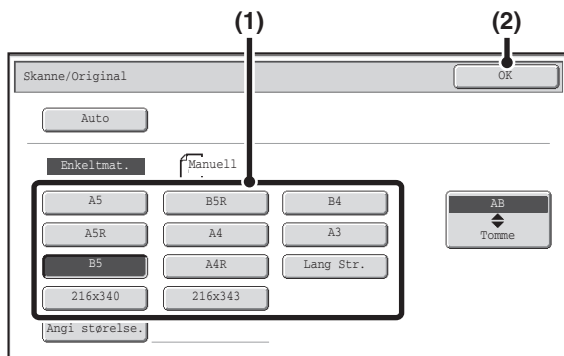 (1) (2)
Skanne/Original OK
Auto
Enkeltmat. Manuell
A5 B5R B4 AB
A5R A4 A3 Tomme
B5 A4R Lang Str.
216x340 216x343
Angi størelse.